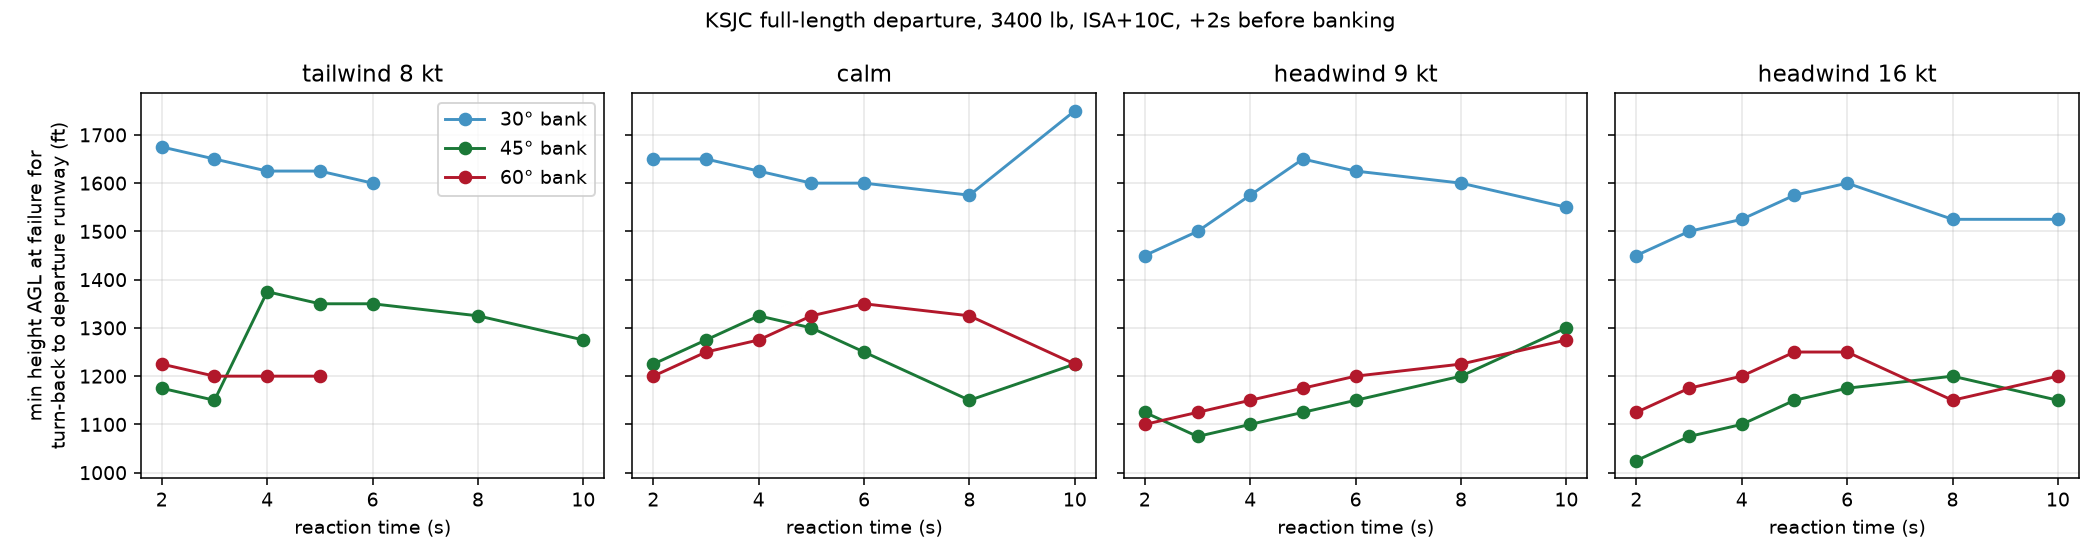 KSJC full-length departure, 3400 lb, ISA+10C, +2s before banking
tailwind 8 kt
calm
headwind 9 kt
headwind 16 kt
min height AGL at failure for
turn-back to departure runway (ft)
1700
1600
1500
1400
1300
1200
1100
1000
30° bank
45° bank
60° bank
2 4 6 8 10
2 4 6 8 10
2 4 6 8 10
2 4 6 8 10
reaction time (s)
reaction time (s)
reaction time (s)
reaction time (s)